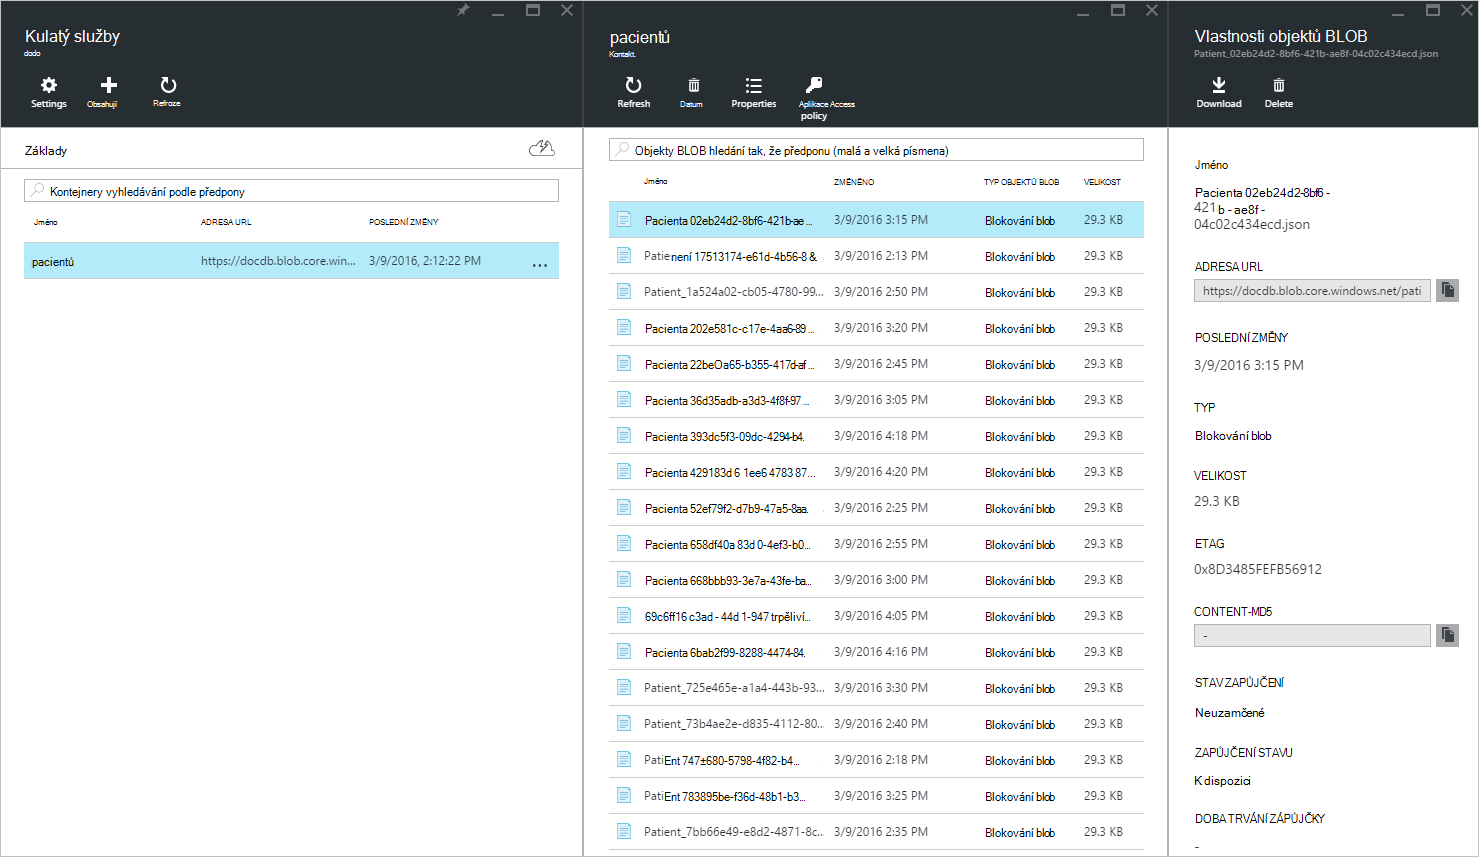 Kulatý služby
dodo
Settings
Obsahují
Refroze
Základy
Kontejnery vyhledávání podle předpony
Jméno ADRESA URL POSLEDNÍ ZMĚNY
pacientů https://docdb.blob.core.win... 3/9/2016, 2:12:22 PM ...
pacientů
Kontakt.
Refresh
Datum
Properties
Aplikace Access
policy
Objekty BLOB hledání tak, že předponu (malá a velká písmena)
Jméno ZMĚNĚNO TYP OBJEKTŮ BLOB VELIKOST
Pacienta 02eb24d2-8bf6-421b-ae... 3/9/2016 3:15 PM Blokování blob 29.3 KB
Patienení 17513174-e61d-4b56-8 & 3/9/2016 2:13 PM Blokování blob 29.3 KB
Patient_1a524a02-cb05-4780-99... 3/9/2016 2:50 PM Blokování blob 29.3 KB
Pacienta 202e581c-c17e-4aa6-89... 3/9/2016 3:20 PM Blokování blob 29.3 KB
Pacienta 22beOa65-b355-417d-af... 3/9/2016 2:45 PM Blokování blob 29.3 KB
Pacienta 36d35adb-a3d3-4f8f-97... 3/9/2016 3:05 PM Blokování blob 29.3 KB
Pacienta 393dc5f3-09dc-4294-b4. 3/9/2016 4:18 PM Blokování blob 29.3 KB
Pacienta 429183d 6 1ee6 4783 87... 3/9/2016 4:20 PM Blokování blob 29.3 KB
Pacienta 52ef79f2-d7b9-47a5-8aa. 3/9/2016 2:25 PM Blokování blob 29.3 KB
Pacienta 658df40a 83d 0-4ef3-b0... 3/9/2016 2:55 PM Blokování blob 29.3 KB
Pacienta 668bbb93-3e7a-43fe-ba... 3/9/2016 3:00 PM Blokování blob 29.3 KB
69c6ff16 c3ad - 44d 1-947 trpěliví... 3/9/2016 4:05 PM Blokování blob 29.3 KB
Pacienta 6bab2f99-8288-4474-84. 3/9/2016 4:16 PM Blokování blob 29.3 KB
Patient_725e465e-a1a4-443b-93... 3/9/2016 3:30 PM Blokování blob 29.3 KB
Patient_73b4ae2e-d835-4112-80... 3/9/2016 2:40 PM Blokování blob 29.3 KB
PatiEnt 747±680-5798-4f82-b4... 3/9/2016 2:18 PM Blokování blob 29.3 KB
PatiEnt 783895be-f36d-48b1-b3... 3/9/2016 3:25 PM Blokování blob 29.3 KB
Patient_7bb66e49-e8d2-4871-8c... 3/9/2016 2:35 PM Blokování blob 29.3 KB
Vlastnosti objektů BLOB
Patient_02eb24d2-8bf6-421b-ae8f-04c02c434ecd.json
Download
Delete
Jméno
Pacienta 02eb24d2-8bf6 -
421b - ae8f -
04c02c434ecd.json
ADRESA URL
https://docdb.blob.core.windows.net/pati
POSLEDNÍ ZMĚNY
3/9/2016 3:15 PM
TYP
Blokování blob
VELIKOST
29.3 KB
ETAG
0x8D3485FEFB56912
CONTENT-MD5
-
STAV ZAPŮJČENÍ
Neuzamčené
ZAPŮJČENÍ STAVU
K dispozici
DOBA TRVÁNÍ ZÁPŮJČKY
-